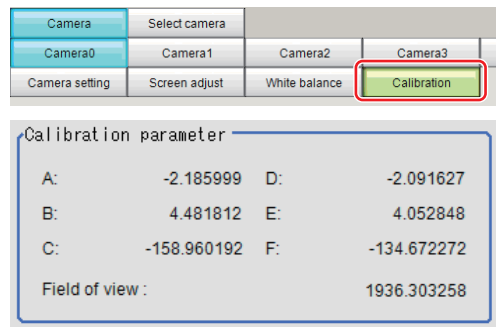 Camera Select camera
Camera0 Camera1 Camera2 Camera3
Camera setting Screen adjust White balance Calibration
Calibration parameter
A: -2.185999 D: -2.091627
B: 4.481812 E: 4.052848
C: -158.960192 F: -134.672272
Field of view : 1936.303258